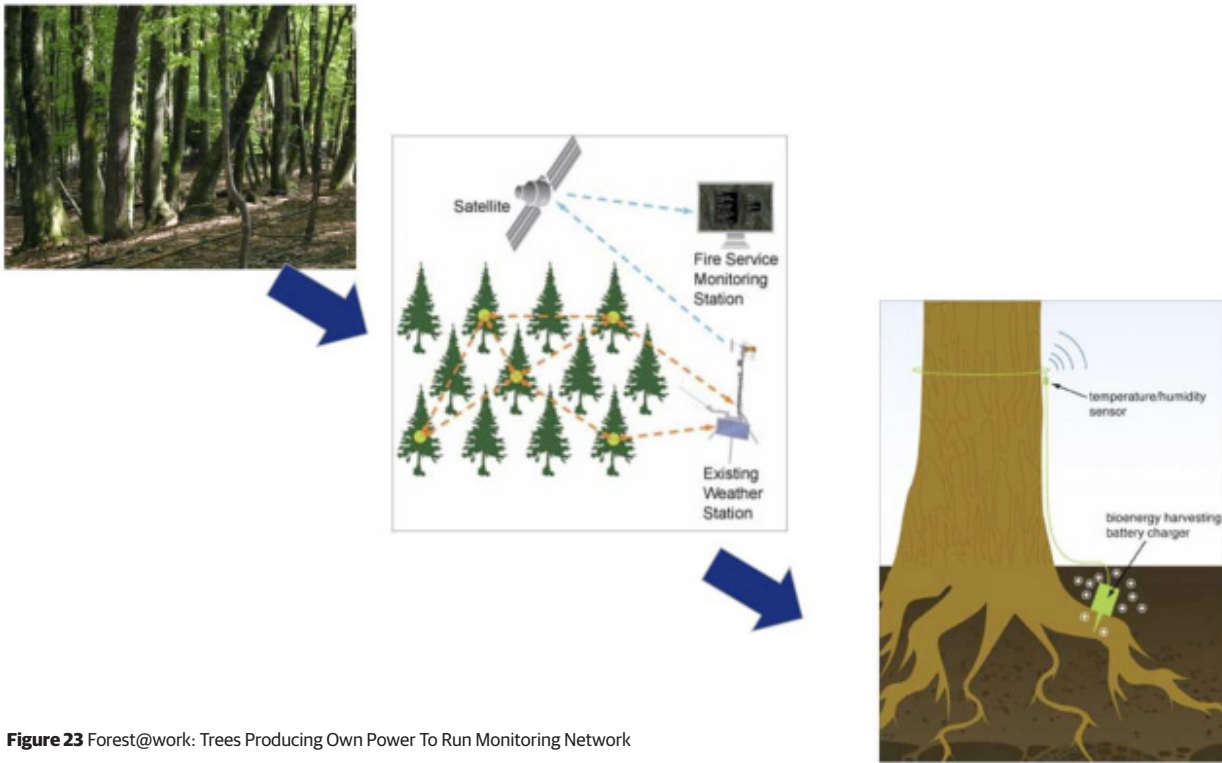 Satellite
Fire Service
Monitoring
Station
Existing
Weather
Station
temperature/humidity
sensor
bioenergy harvesting
battery charger
Figure 23 Forest@work: Trees Producing Own Power To Run Monitoring Network